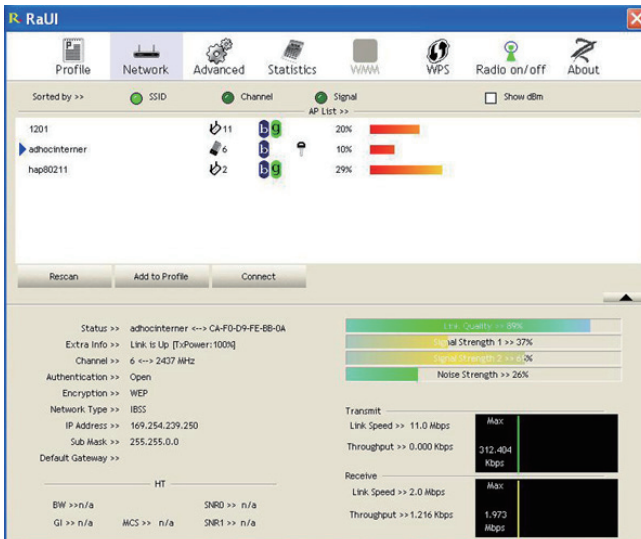 R RaUI
Profile Network Advanced Statistics WMM WPS Radio on/off About
Sorted by >> SSID Channel Signal Show dBm
AP List >>
1201 11 b g 20%
adhocinterner 6 b 10%
hap80211 2 b g 29%
Rescan Add to Profile Connect
Status >> adhocinterner <--> CA-F0-D9-FE-BB-0A
Extra Info >> Link is Up [TxPower:100%]
Channel >> 6 <--> 2437 MHz
Authentication >> Open
Encryption >> WEP
Network Type >> IBSS
IP Address >> 169.254.239.250
Sub Mask >> 255.255.0.0
Default Gateway >>
HT
BW >>n/a SNR0 >> n/a
GI >> n/a MCS >> n/a SNR1 >> n/a
Link Quality >> 89%
Signal Strength 1 >> 37%
Signal Strength 2 >>
Noise Strength >> 26%
Transmit
Link Speed >> 11.0 Mbps
Throughput >> 0.000 Kbps
Max
312.404
Kbps
Receive
Link Speed >> 2.0 Mbps
Throughput >>1.216 Kbps
Max
1.973
Mbps